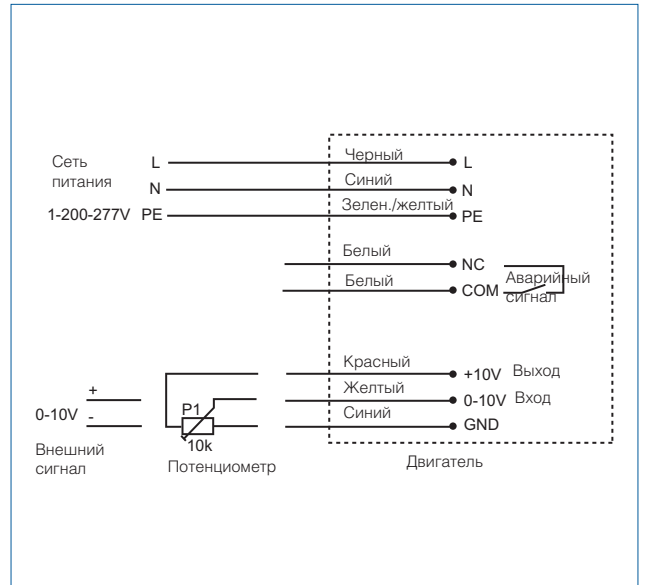 Сеть
питания
L Черный L
N Синий N
1-200-277V PE Зелен./желтый PE
Белый NC
Белый COM
Аварийный
сигнал
Красный +10V Выход
Желтый 0-10V Вход
Синий GND
+
0-10V -
P1
10k
Внешний
сигнал
Потенциометр
Двигатель